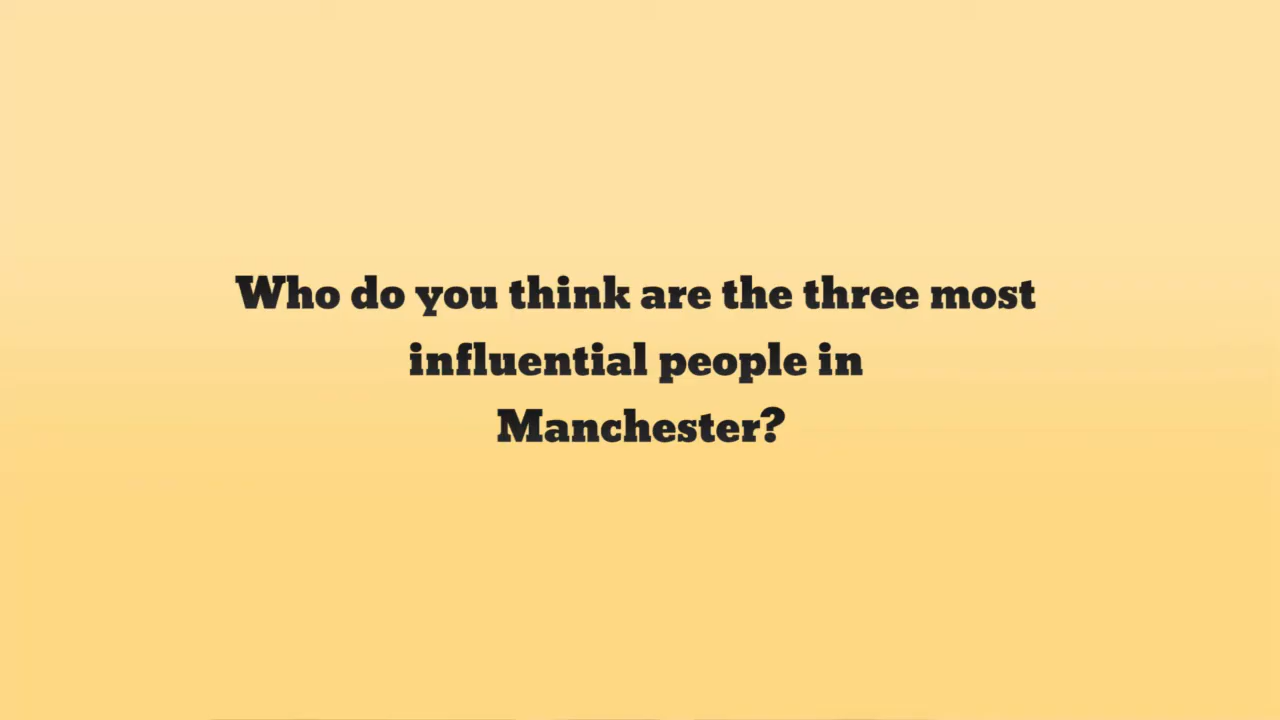 Who do you think are the three most
influential people in
Manchester?